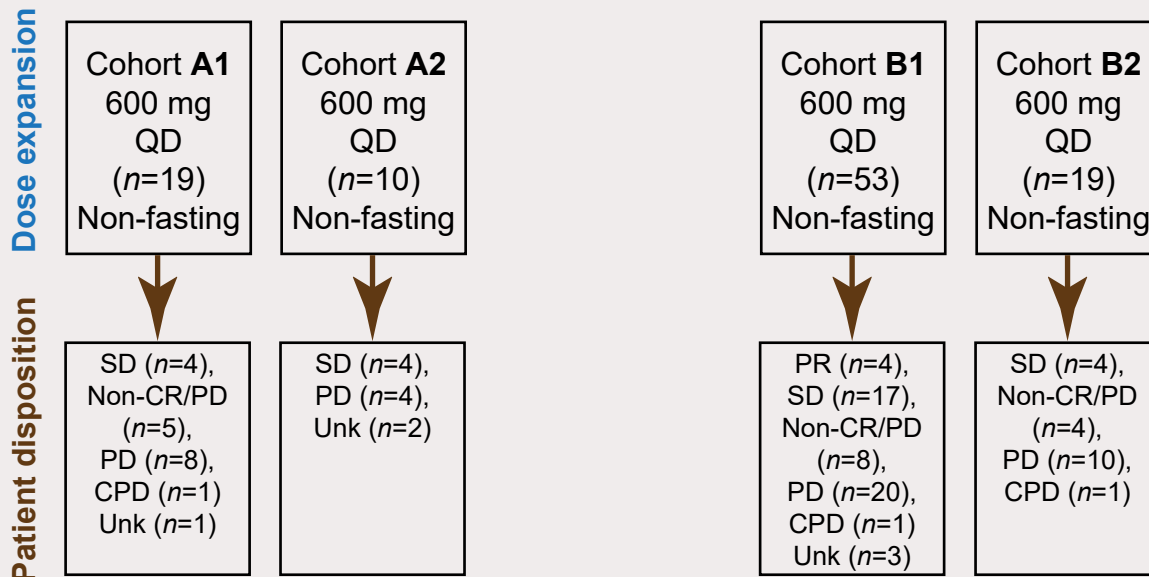 Dose expansion
Cohort A1
600 mg
QD
(n=19)
Non-fasting
Cohort A2
600 mg
QD
(n=10)
Non-fasting
Cohort B1
600 mg
QD
(n=53)
Non-fasting
Cohort B2
600 mg
QD
(n=19)
Non-fasting
Patient disposition
SD (n=4),
Non-CR/PD
(n=5),
PD (n=8),
CPD (n=1)
Unk (n=1)
SD (n=4),
PD (n=4),
Unk (n=2)
PR (n=4),
SD (n=17),
Non-CR/PD
(n=8),
PD (n=20),
CPD (n=1)
Unk (n=3)
SD (n=4),
Non-CR/PD
(n=4),
PD (n=10),
CPD (n=1)